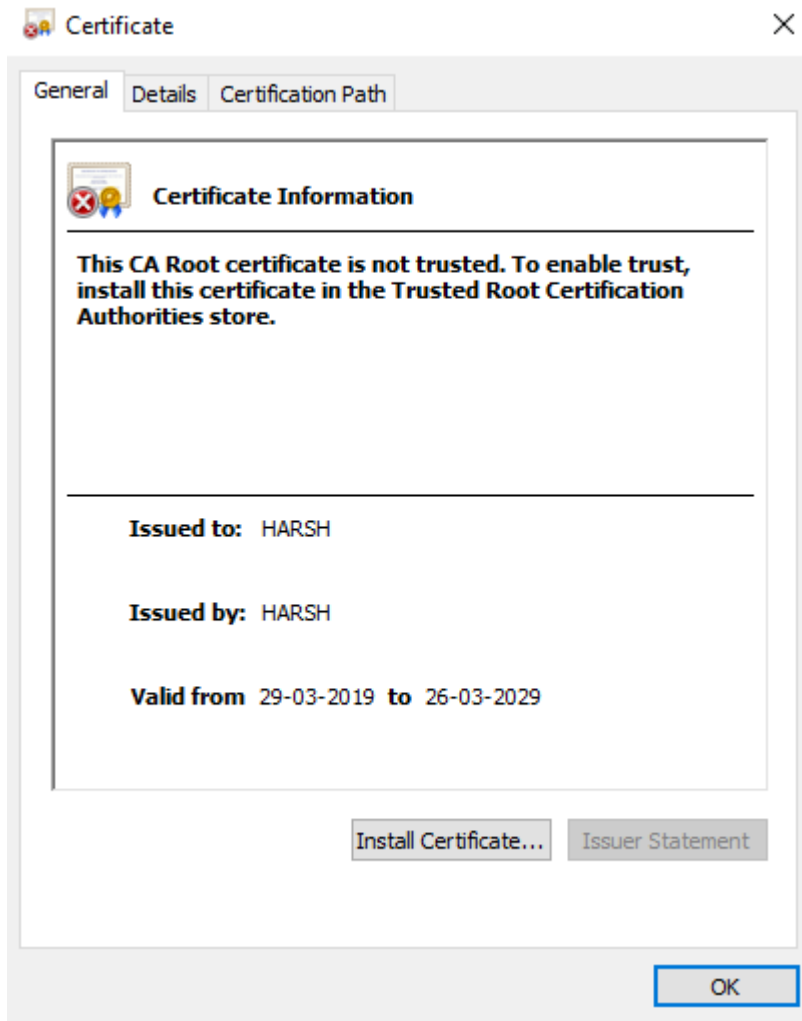 Certificate
General Details Certification Path
Certificate Information
This CA Root certificate is not trusted. To enable trust,
install this certificate in the Trusted Root Certification
Authorities store.
Issued to: HARSH
Issued by: HARSH
Valid from 29-03-2019 to 26-03-2029
Install Certificate... Issuer Statement
OK